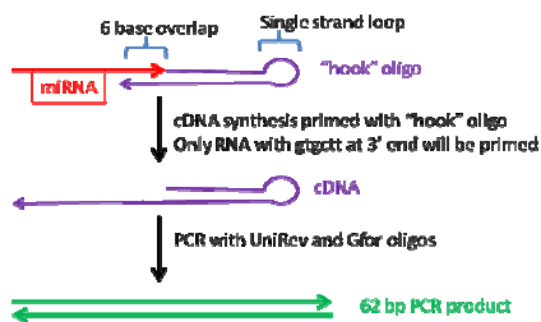 6 base overlap
Single strand loop
miRNA
"hook" oligo
cDNA synthesis primed with "hook" oligo
Only RNA with gtgctt at 3' end will be primed
cDNA
PCR with UniRev and Gfor oligos
62 bp PCR product